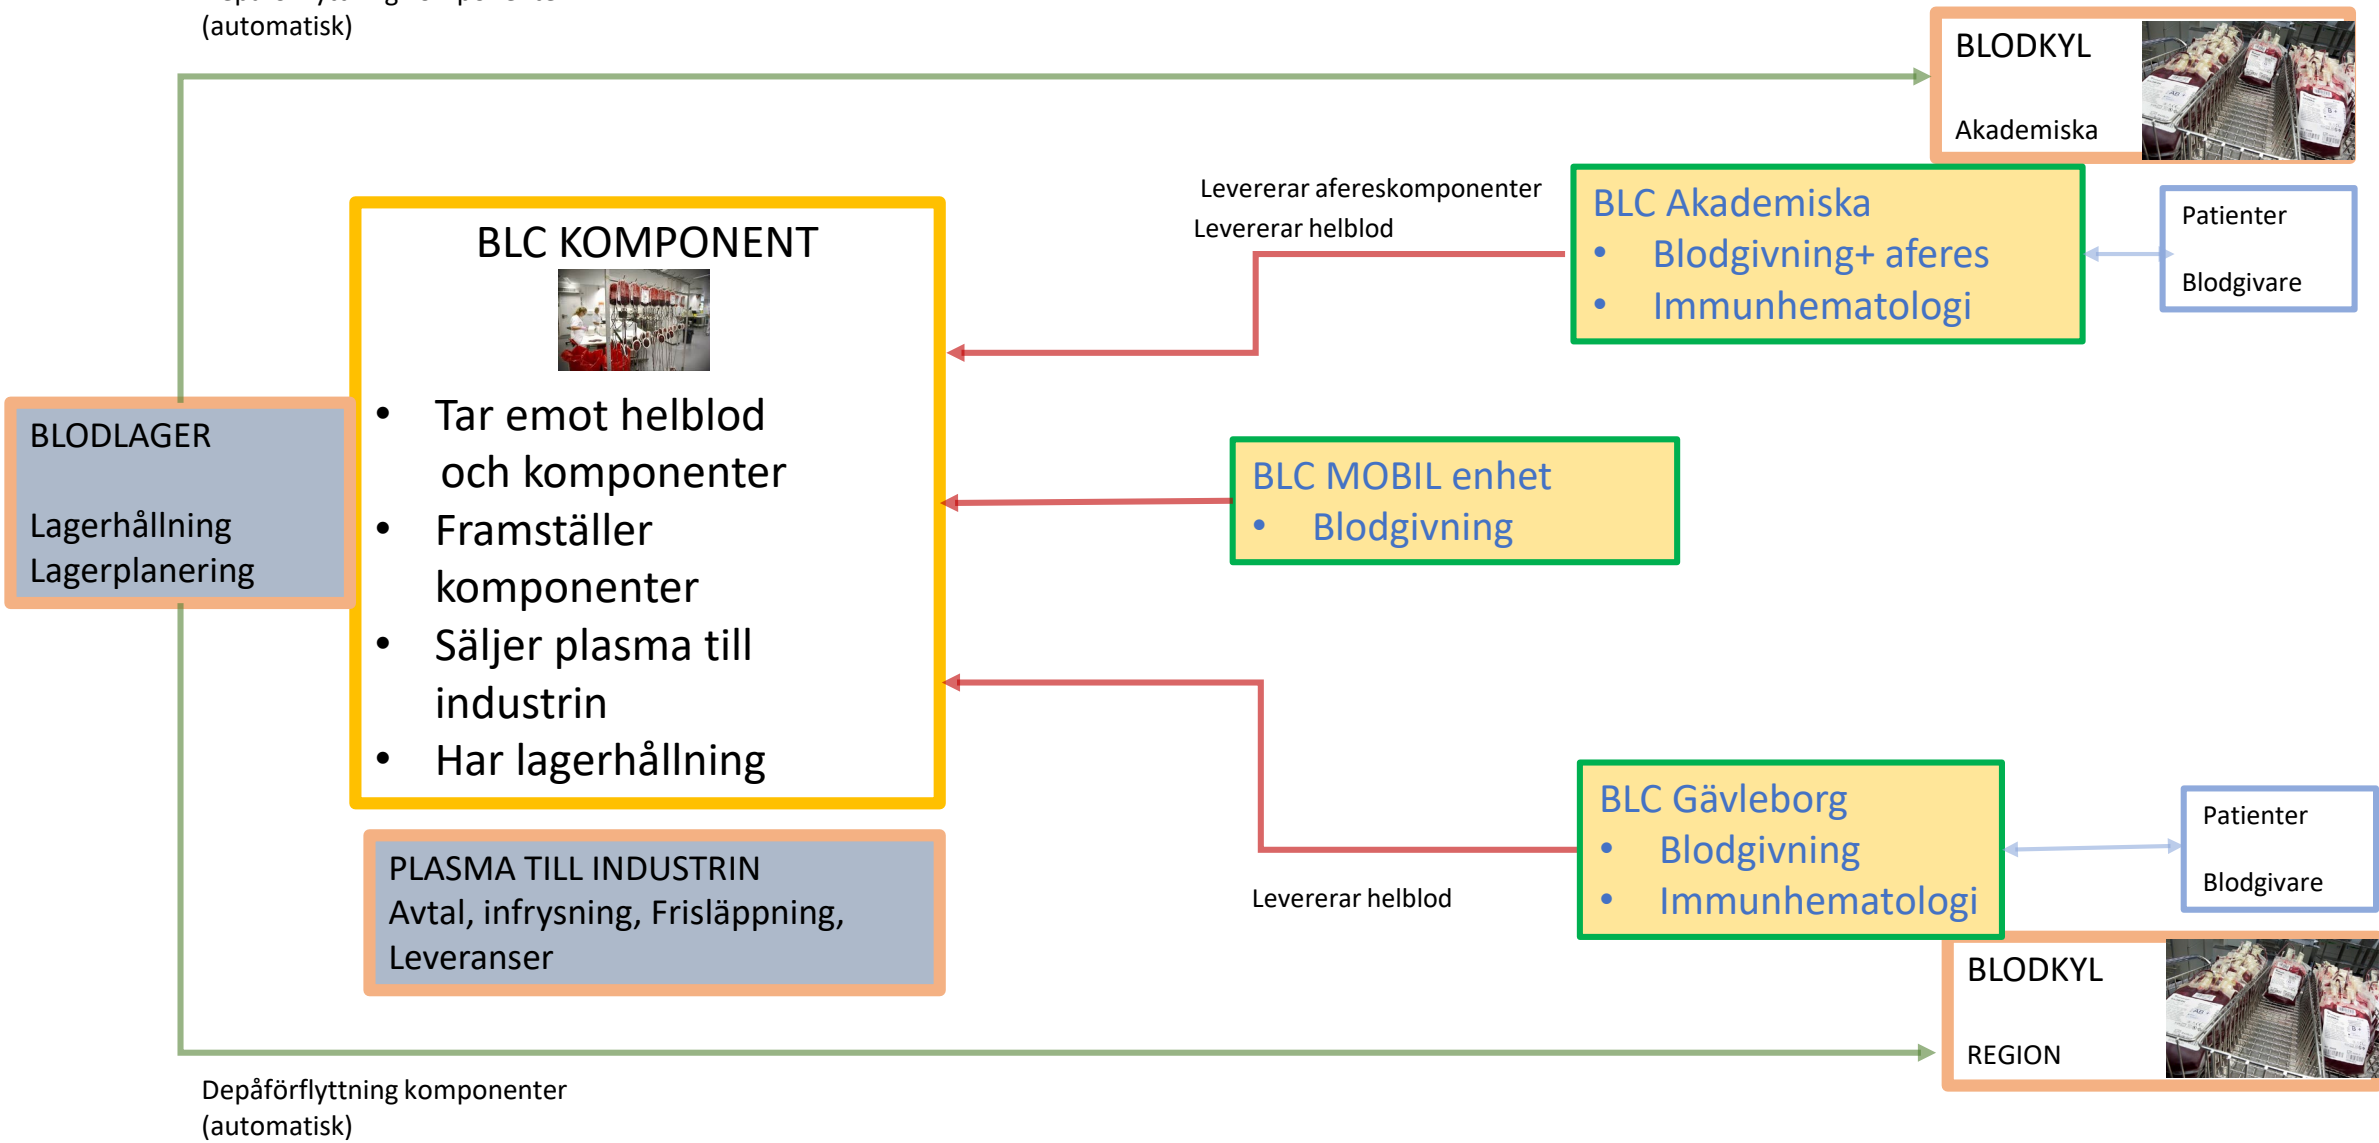 (automatisk)
BLODKYL
Akademiska
Levererar afereskomponenter
Levererar helblod
BLC Akademiska
• Blodgivning+ aferes
• Immunhematologi
Patienter
Blodgivare
BLC KOMPONENT
• Tar emot helblod
och komponenter
• Framställer
komponenter
• Säljer plasma till
industrin
• Har lagerhållning
BLODLAGER
Lagerhållning
Lagerplanering
BLC MOBIL enhet
• Blodgivning
PLASMA TILL INDUSTRIN
Avtal, infrysning, Frisläppning,
Leveranser
Levererar helblod
BLC Gävleborg
• Blodgivning
• Immunhematologi
Patienter
Blodgivare
BLODKYL
REGION
Depåförflyttning komponenter
(automatisk)